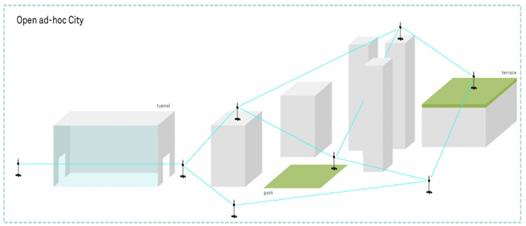 Open ad-hoc City
tunnel
terrace
park